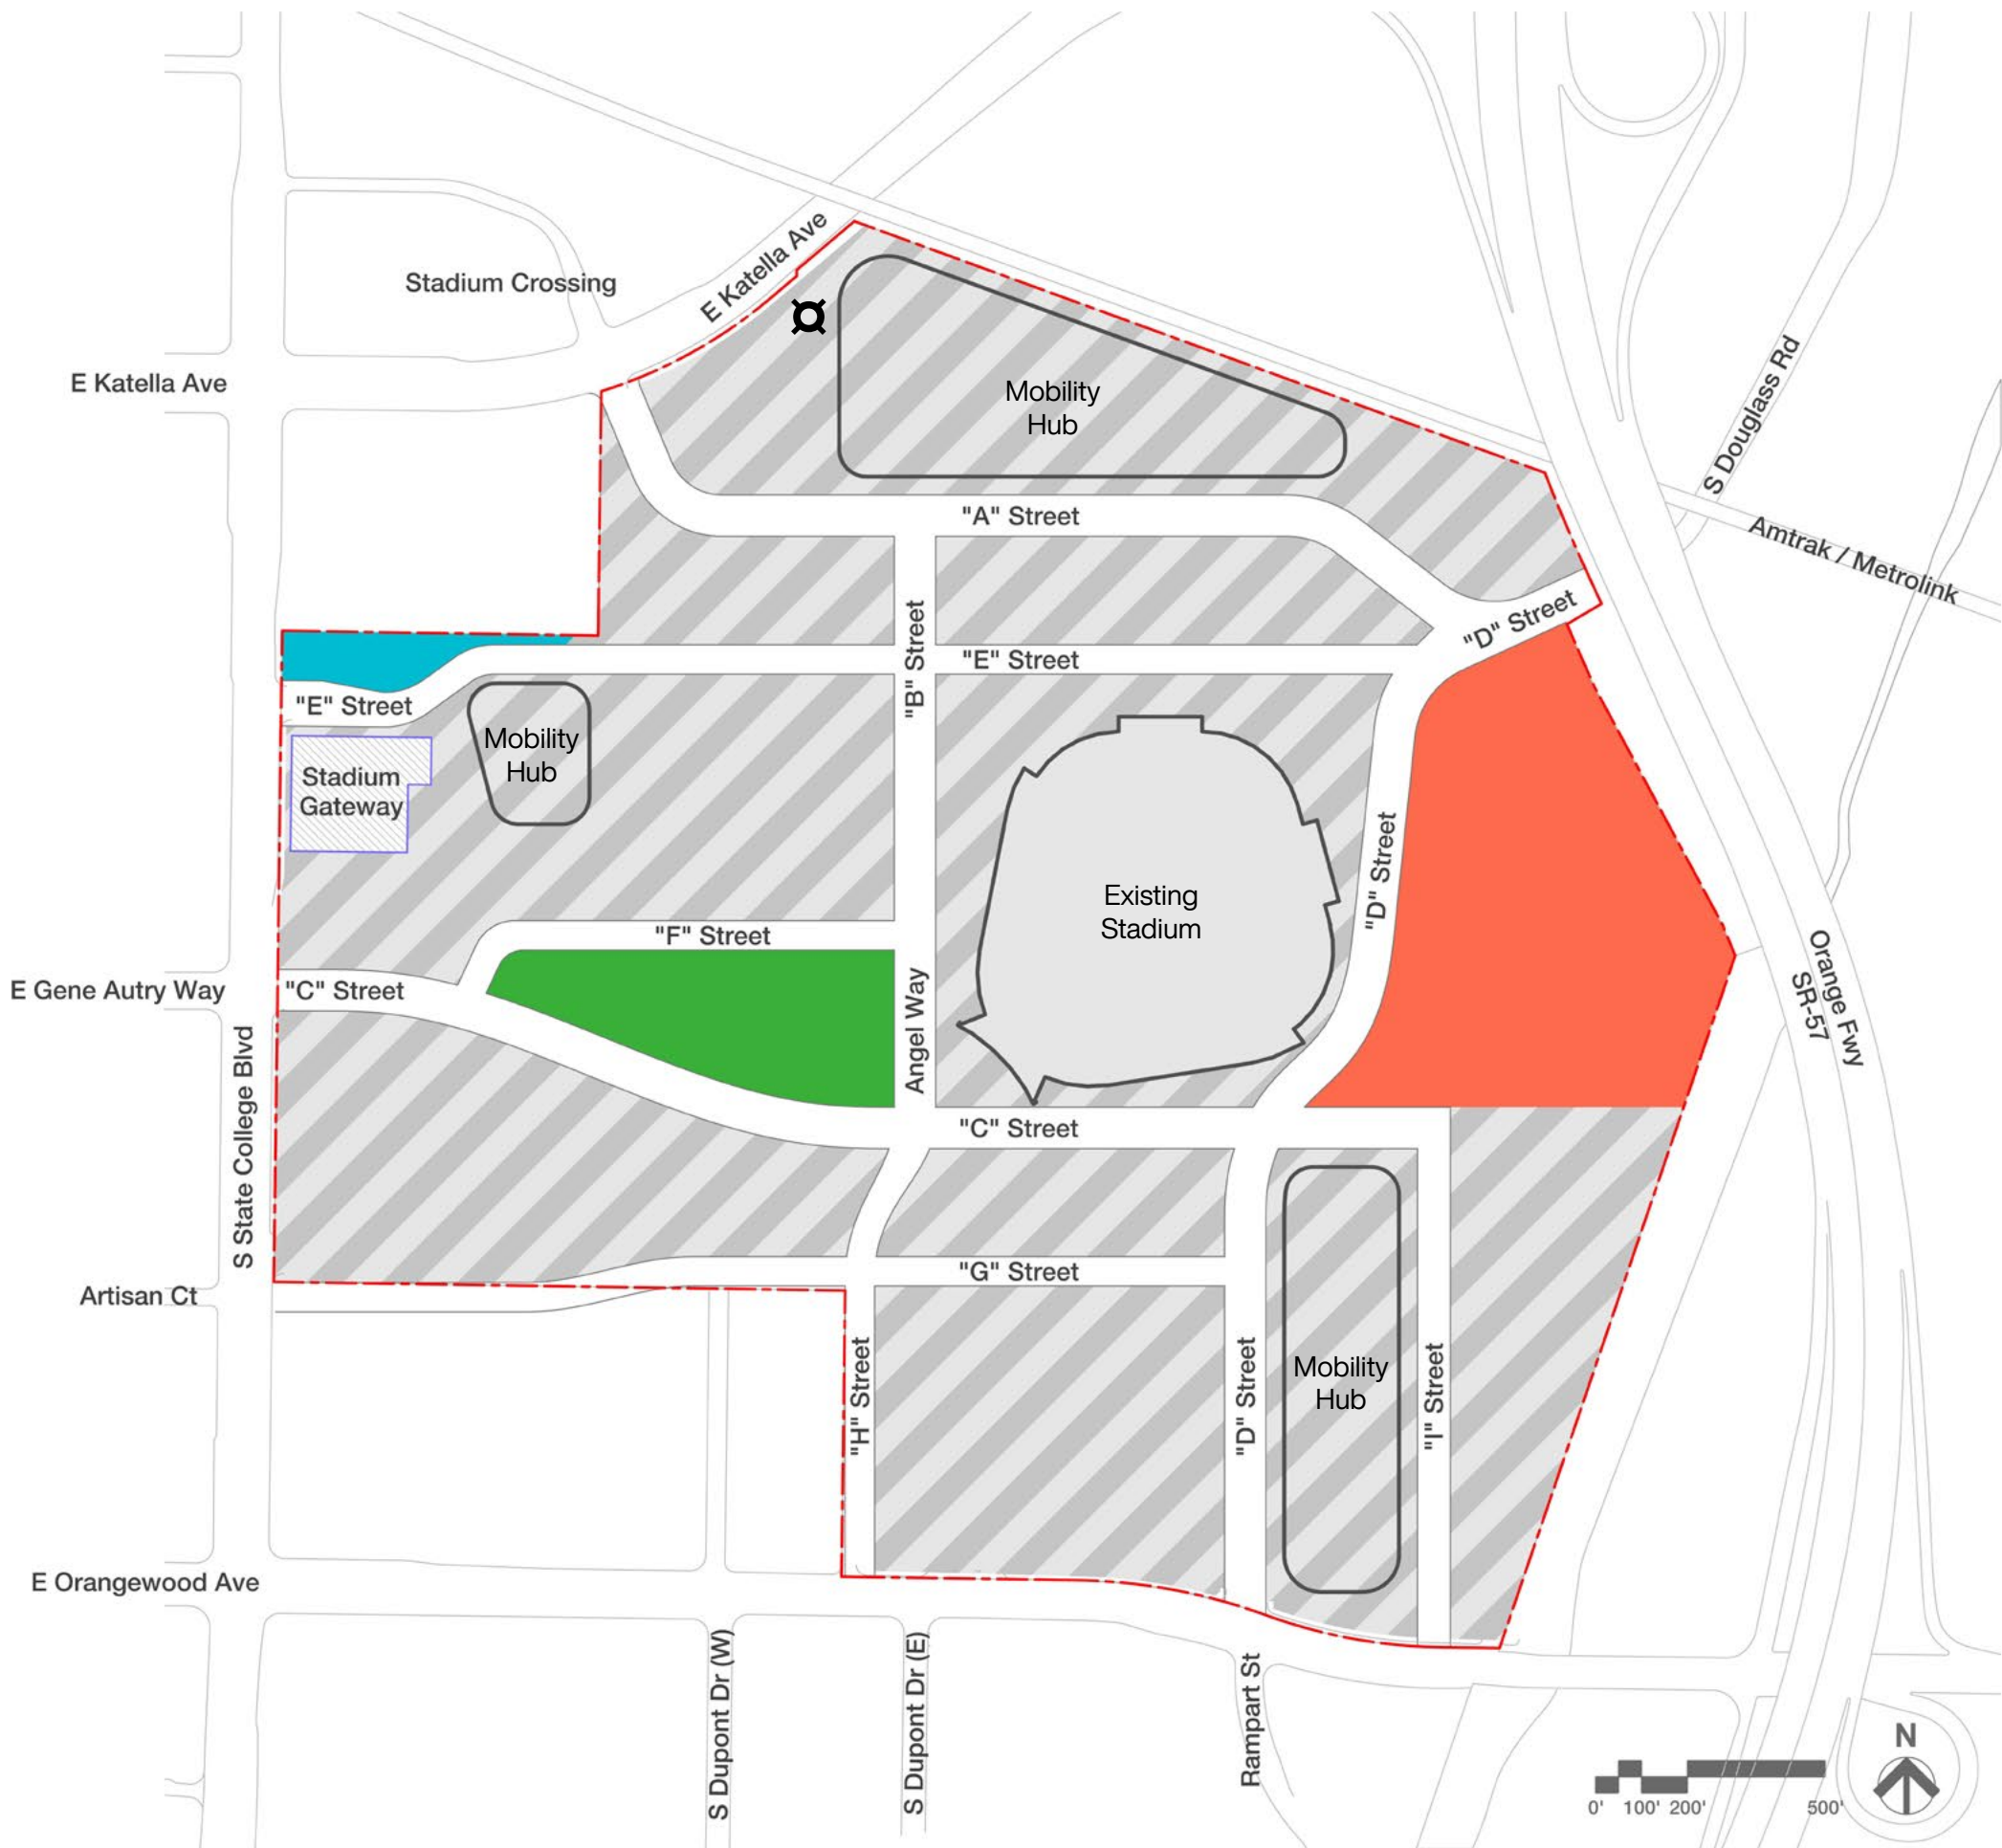 E Katella Ave
Stadium Crossing
E Katella Ave
Mobility
Hub
S Douglass Rd
"A" Street
Amtrak / Metrolink
"D" Street
"B" Street
"E" Street
"E" Street
Mobility
Hub
Stadium
Gateway
"D" Street
Existing
Stadium
"F" Street
E Gene Autry Way
"C" Street
Angel Way
Orange Fwy
SR-57
S State College Blvd
"C" Street
"G" Street
Artisan Ct
"H" Street
"D" Street
Mobility
Hub
"I" Street
E Orangewood Ave
S Dupont Dr (W)
S Dupont Dr (E)
Rampart St
N
0' 100' 200' 500'